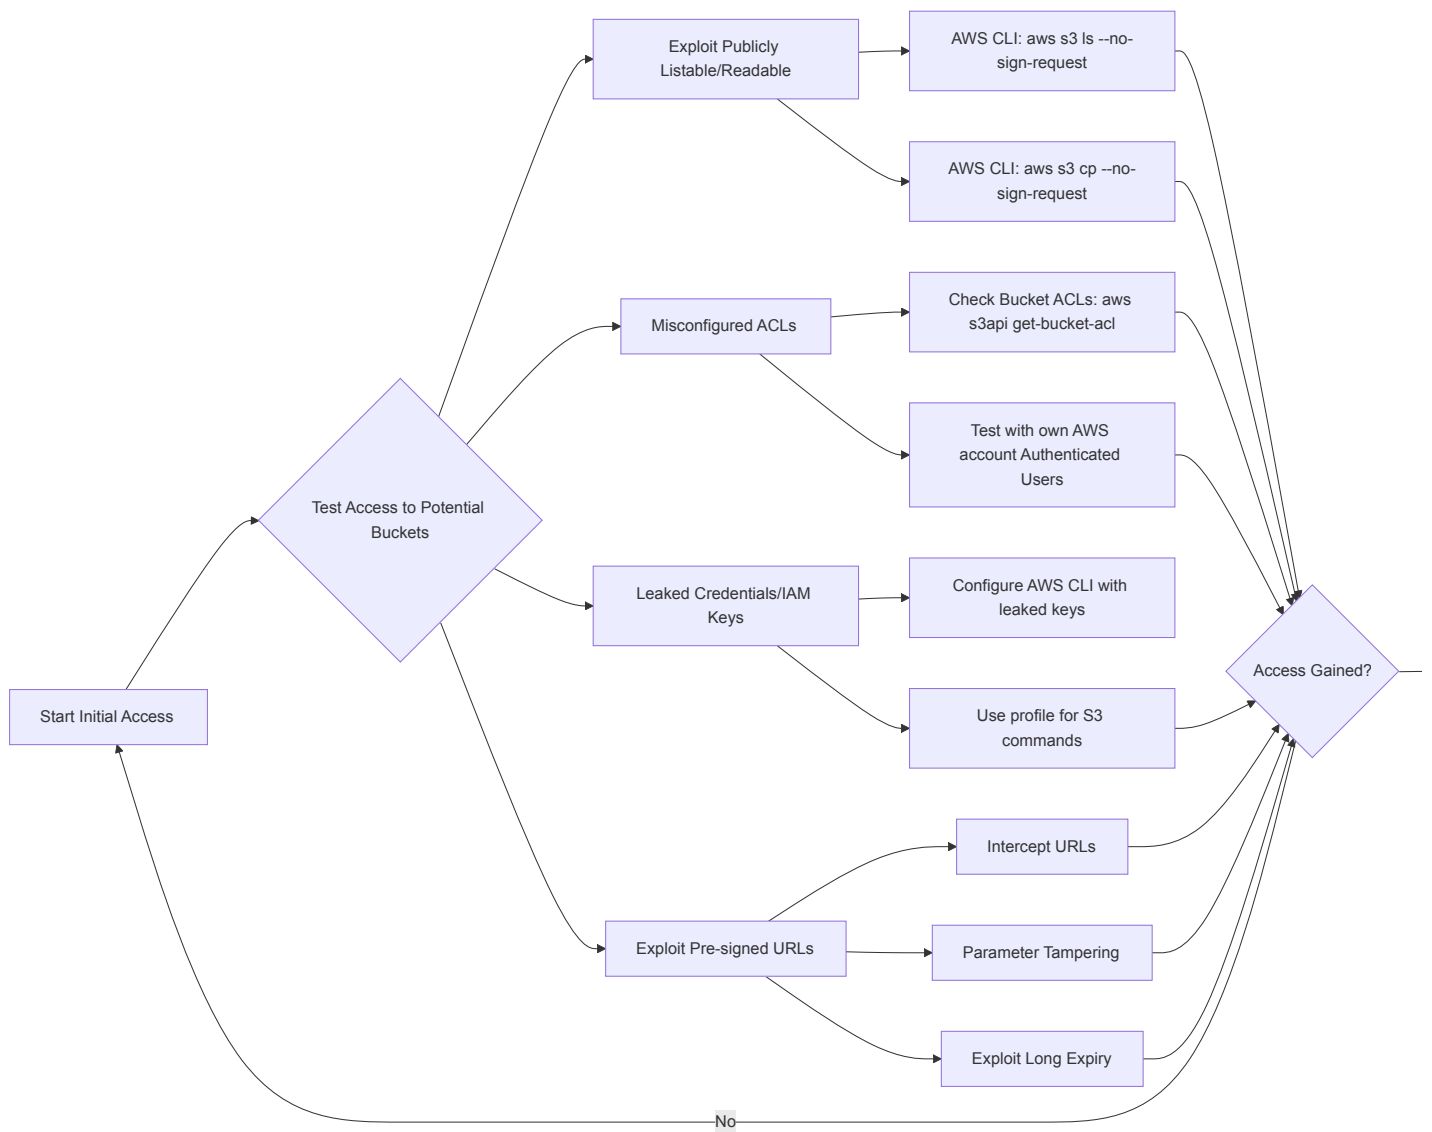 Exploit Publicly
Listable/Readable
AWS CLI: aws s3 ls --no-
sign-request
AWS CLI: aws s3 cp --no-
sign-request
Misconfigured ACLs
Check Bucket ACLs: aws
s3api get-bucket-acl
Test with own AWS
account Authenticated
Users
Test Access to Potential
Buckets
Leaked Credentials/IAM
Keys
Configure AWS CLI with
leaked keys
Start Initial Access
Use profile for S3
commands
Access Gained?
Intercept URLs
Exploit Pre-signed URLs
Parameter Tampering
Exploit Long Expiry
No